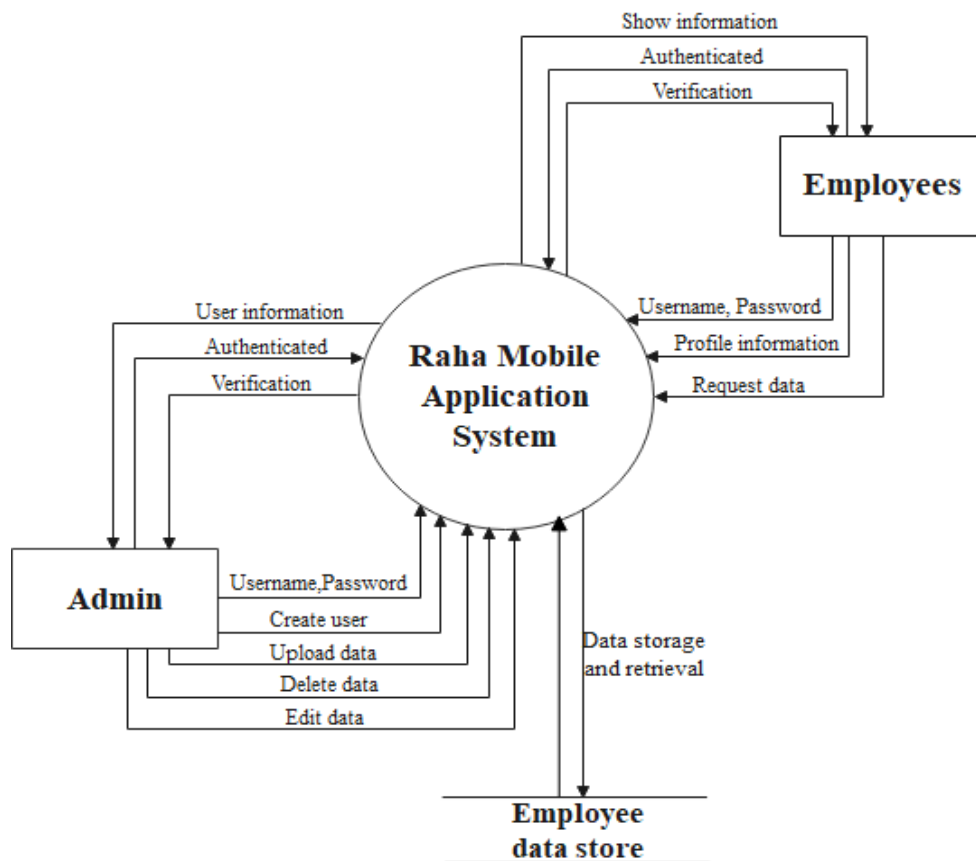 Show information
Authenticated
Verification
Employees
Username, Password
Profile information
Request data
User information
Authenticated
Verification
Raha Mobile
Application
System
Admin
Username,Password
Create user
Upload data
Delete data
Edit data
Data storage
and retrieval
Employee
data store